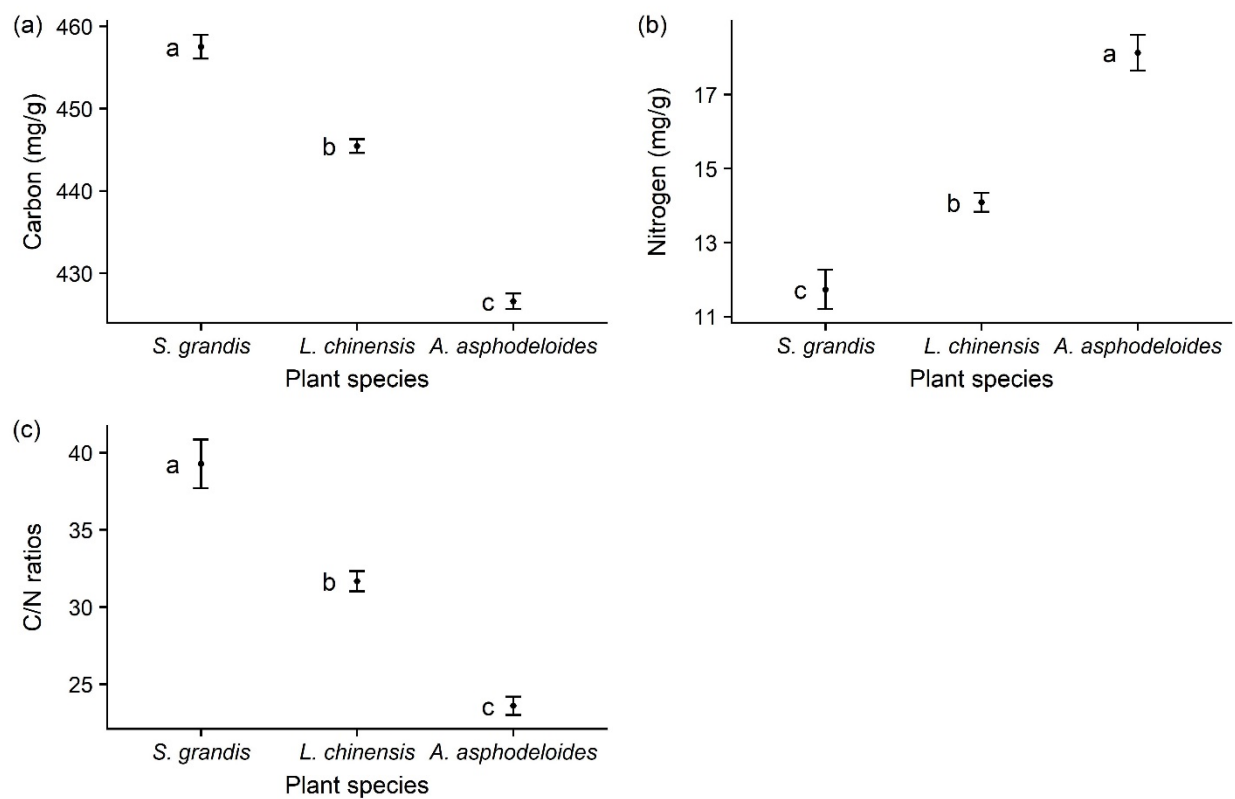 (a)
Carbon (mg/g)
460
450
440
430
a
b
c
S. grandis L. chinensis A. asphodeloides
Plant species
(b)
Nitrogen (mg/g)
17
15
13
11
a
b
c
S. grandis L. chinensis A. asphodeloides
Plant species
(c)
C/N ratios
40
35
30
25
a
b
c
S. grandis L. chinensis A. asphodeloides
Plant species